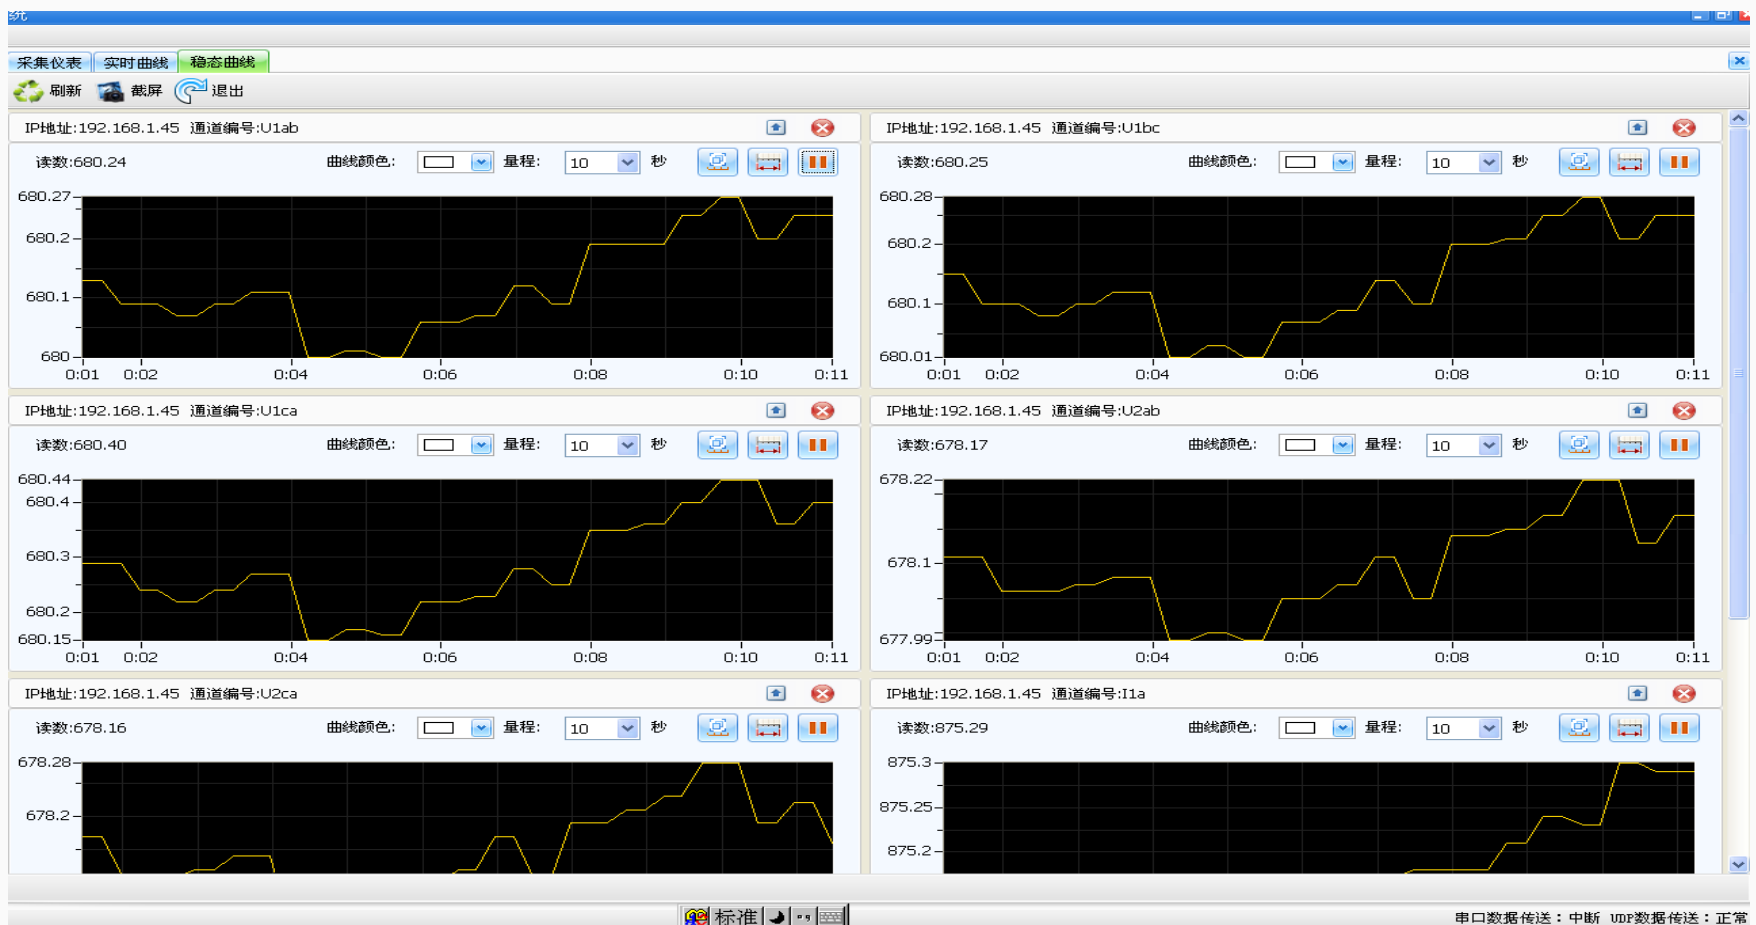 统
采集仪表 实时曲线 稳态曲线
刷新 截屏 退出
IP地址:192.168.1.45 通道编号:U1ab
读数:680.24 曲线颜色: 量程: 10 秒
680.27
680.2
680.1
680
0:01 0:02 0:04 0:06 0:08 0:10 0:11
IP地址:192.168.1.45 通道编号:U1bc
读数:680.25 曲线颜色: 量程: 10 秒
680.28
680.2
680.1
680.01
0:01 0:02 0:04 0:06 0:08 0:10 0:11
IP地址:192.168.1.45 通道编号:U1ca
读数:680.40 曲线颜色: 量程: 10 秒
680.44
680.4
680.3
680.2
680.15
0:01 0:02 0:04 0:06 0:08 0:10 0:11
IP地址:192.168.1.45 通道编号:U2ab
读数:678.17 曲线颜色: 量程: 10 秒
678.22
678.1
677.99
0:01 0:02 0:04 0:06 0:08 0:10 0:11
IP地址:192.168.1.45 通道编号:U2ca
读数:678.16 曲线颜色: 量程: 10 秒
678.28
678.2
IP地址:192.168.1.45 通道编号:I1a
读数:875.29 曲线颜色: 量程: 10 秒
875.3
875.25
875.2
标准
串口数据传送：中断 UDP数据传送：正常